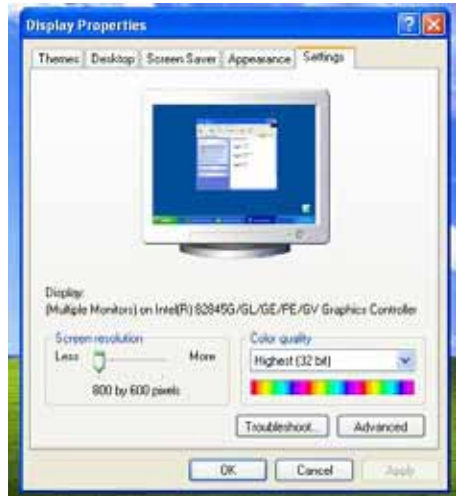 Display Properties
Themes Desktop Screen Saver Appearance Settings
Display:
(Multiple Monitors) on Intel(R) 82845G/GL/GE/PE/GV Graphics Controller
Screen resolution
Less More
800 by 600 pixels
Color quality
Highest (32 bit)
Troubleshoot... Advanced
OK Cancel Apply